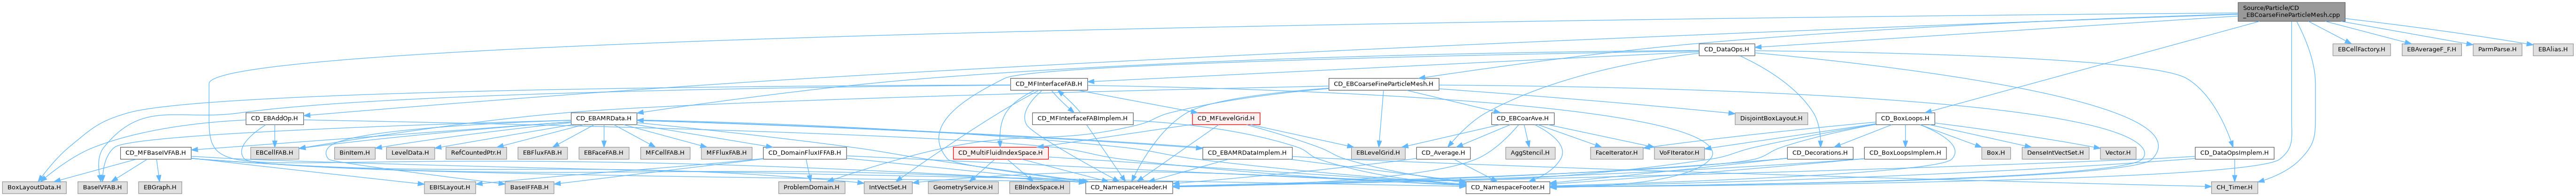 Source/Particle/CD
_EBCoarseFineParticleMesh.cpp
CD_DataOps.H
EBCellFactory.H
EBAverageF_F.H
ParmParse.H
EBAlias.H
CD_MFInterfaceFAB.H
CD_EBCoarseFineParticleMesh.H
CD_EBAddOp.H
CD_EBAMRData.H
CD_MFInterfaceFABImplem.H
CD_MFLevelGrid.H
CD_EBCoarAve.H
DisjointBoxLayout.H
CD_BoxLoops.H
CD_MFBaseIVFAB.H
EBCellFAB.H
BinItem.H
LevelData.H
RefCountedPtr.H
EBFluxFAB.H
EBFaceFAB.H
MFCellFAB.H
MFFluxFAB.H
CD_DomainFluxIFFAB.H
CD_MultiFluidIndexSpace.H
CD_EBAMRDataImplem.H
EBLevelGrid.H
CD_Average.H
AggStencil.H
FaceIterator.H
VoFIterator.H
CD_Decorations.H
CD_BoxLoopsImplem.H
Box.H
DenseIntVectSet.H
Vector.H
CD_DataOpsImplem.H
BoxLayoutData.H
BaseIVFAB.H
EBGraph.H
EBISLayout.H
BaseIFFAB.H
ProblemDomain.H
IntVectSet.H
GeometryService.H
EBIndexSpace.H
CD_NamespaceHeader.H
CD_NamespaceFooter.H
CH_Timer.H